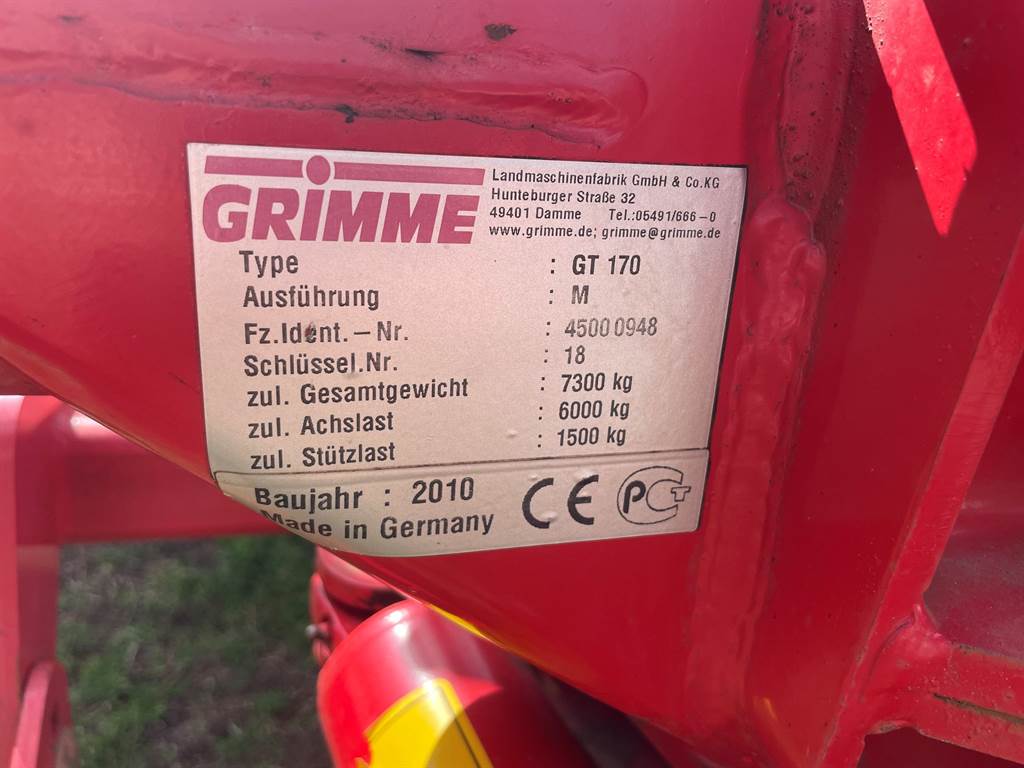 GRIMME
Landmaschinenfabrik GmbH & Co.KG
Hunteburger Straße 32
49401 Damme Tel.:05491/666-0
www.grimme.de; grimme@grimme.de
Type : GT 170
Ausführung : M
Fz.Ident.-Nr. : 45000948
Schlüssel.Nr. : 18
zul. Gesamtgewicht : 7300 kg
zul. Achslast : 6000 kg
zul. Stützlast : 1500 kg
Baujahr : 2010
Made in Germany
CE PCT